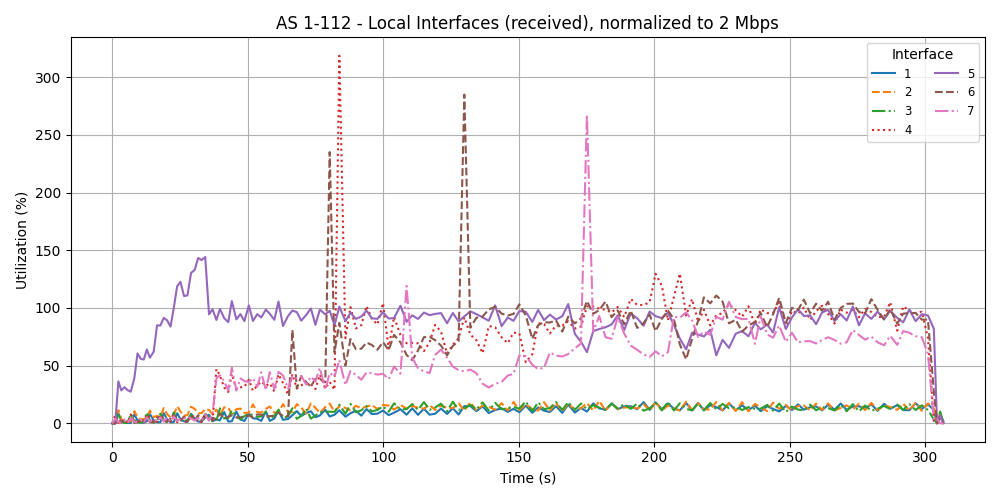 AS 1-112 - Local Interfaces (received), normalized to 2 Mbps
Utilization (%)
300
250
200
150
100
50
0
0 50 100 150 200 250 300
Time (s)
Interface
1 5
2 6
3 7
4